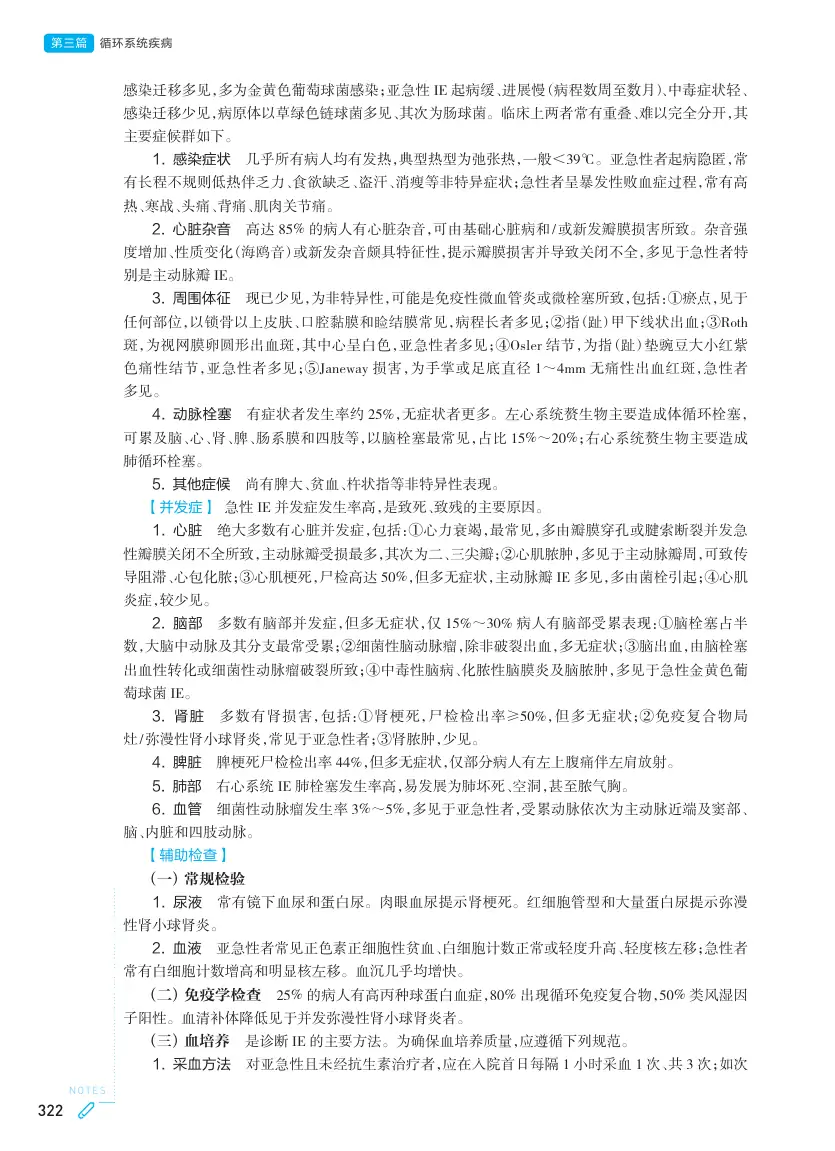 第三篇 循环系统疾病
感染迁移多见,多为金黄色葡萄球菌感染;亚急性 IE 起病缓、进展慢(病程数周至数月)、中毒症状轻、
感染迁移少见,病原体以草绿色链球菌多见、其次为肠球菌。临床上两者常有重叠、难以完全分开,其
主要症候群如下。
1. 感染症状 几乎所有病人均有发热,典型热型为弛张热,一般<39℃。亚急性者起病隐匿,常
有长程不规则低热伴乏力、食欲缺乏、盗汗、消瘦等非特异症状;急性者呈暴发性败血症过程,常有高
热、寒战、头痛、背痛、肌肉关节痛。
2. 心脏杂音 高达 85% 的病人有心脏杂音,可由基础心脏病和/或新发瓣膜损害所致。杂音强
度增加、性质变化(海鸥音)或新发杂音颇具特征性,提示瓣膜损害并导致关闭不全,多见于急性者特
别是主动脉瓣 IE。
3. 周围体征 现已少见,为非特异性,可能是免疫性微血管炎或微栓塞所致,包括:①瘀点,见于
任何部位,以锁骨以上皮肤、口腔黏膜和睑结膜常见,病程长者多见;②指(趾)甲下线状出血;③Roth
斑,为视网膜卵圆形出血斑,其中心呈白色,亚急性者多见;④Osler 结节,为指(趾)垫豌豆大小红紫
色痛性结节,亚急性者多见;⑤Janeway 损害,为手掌或足底直径 1～4mm 无痛性出血红斑,急性者
多见。
4. 动脉栓塞 有症状者发生率约 25%,无症状者更多。左心系统赘生物主要造成体循环栓塞,
可累及脑、心、肾、脾、肠系膜和四肢等,以脑栓塞最常见,占比 15%～20%;右心系统赘生物主要造成
肺循环栓塞。
5. 其他症候 尚有脾大、贫血、杵状指等非特异性表现。
【并发症】 急性 IE 并发症发生率高,是致死、致残的主要原因。
1. 心脏 绝大多数有心脏并发症,包括:①心力衰竭,最常见,多由瓣膜穿孔或腱索断裂并发急
性瓣膜关闭不全所致,主动脉瓣受损最多,其次为二、三尖瓣;②心肌脓肿,多见于主动脉瓣周,可致传
导阻滞、心包化脓;③心肌梗死,尸检高达 50%,但多无症状,主动脉瓣 IE 多见,多由菌栓引起;④心肌
炎症,较少见。
2. 脑部 多数有脑部并发症,但多无症状,仅 15%～30% 病人有脑部受累表现:①脑栓塞占半
数,大脑中动脉及其分支最常受累;②细菌性脑动脉瘤,除非破裂出血,多无症状;③脑出血,由脑栓塞
出血性转化或细菌性动脉瘤破裂所致;④中毒性脑病、化脓性脑膜炎及脑脓肿,多见于急性金黄色葡
萄球菌 IE。
3. 肾脏 多数有肾损害,包括:①肾梗死,尸检检出率≥50%,但多无症状;②免疫复合物局
灶/弥漫性肾小球肾炎,常见于亚急性者;③肾脓肿,少见。
4. 脾脏 脾梗死尸检检出率 44%,但多无症状,仅部分病人有左上腹痛伴左肩放射。
5. 肺部 右心系统 IE 肺栓塞发生率高,易发展为肺坏死、空洞,甚至脓气胸。
6. 血管 细菌性动脉瘤发生率 3%～5%,多见于亚急性者,受累动脉依次为主动脉近端及窦部、
脑、内脏和四肢动脉。
【辅助检查】
(一) 常规检验
1. 尿液 常有镜下血尿和蛋白尿。肉眼血尿提示肾梗死。红细胞管型和大量蛋白尿提示弥漫
性肾小球肾炎。
2. 血液 亚急性者常见正色素正细胞性贫血、白细胞计数正常或轻度升高、轻度核左移;急性者
常有白细胞计数增高和明显核左移。血沉几乎均增快。
(二) 免疫学检查 25% 的病人有高丙种球蛋白血症,80% 出现循环免疫复合物,50% 类风湿因
子阳性。血清补体降低见于并发弥漫性肾小球肾炎者。
(三) 血培养 是诊断 IE 的主要方法。为确保血培养质量,应遵循下列规范。
1. 采血方法 对亚急性且未经抗生素治疗者,应在入院首日每隔 1 小时采血 1 次、共 3 次;如次
NOTES
322